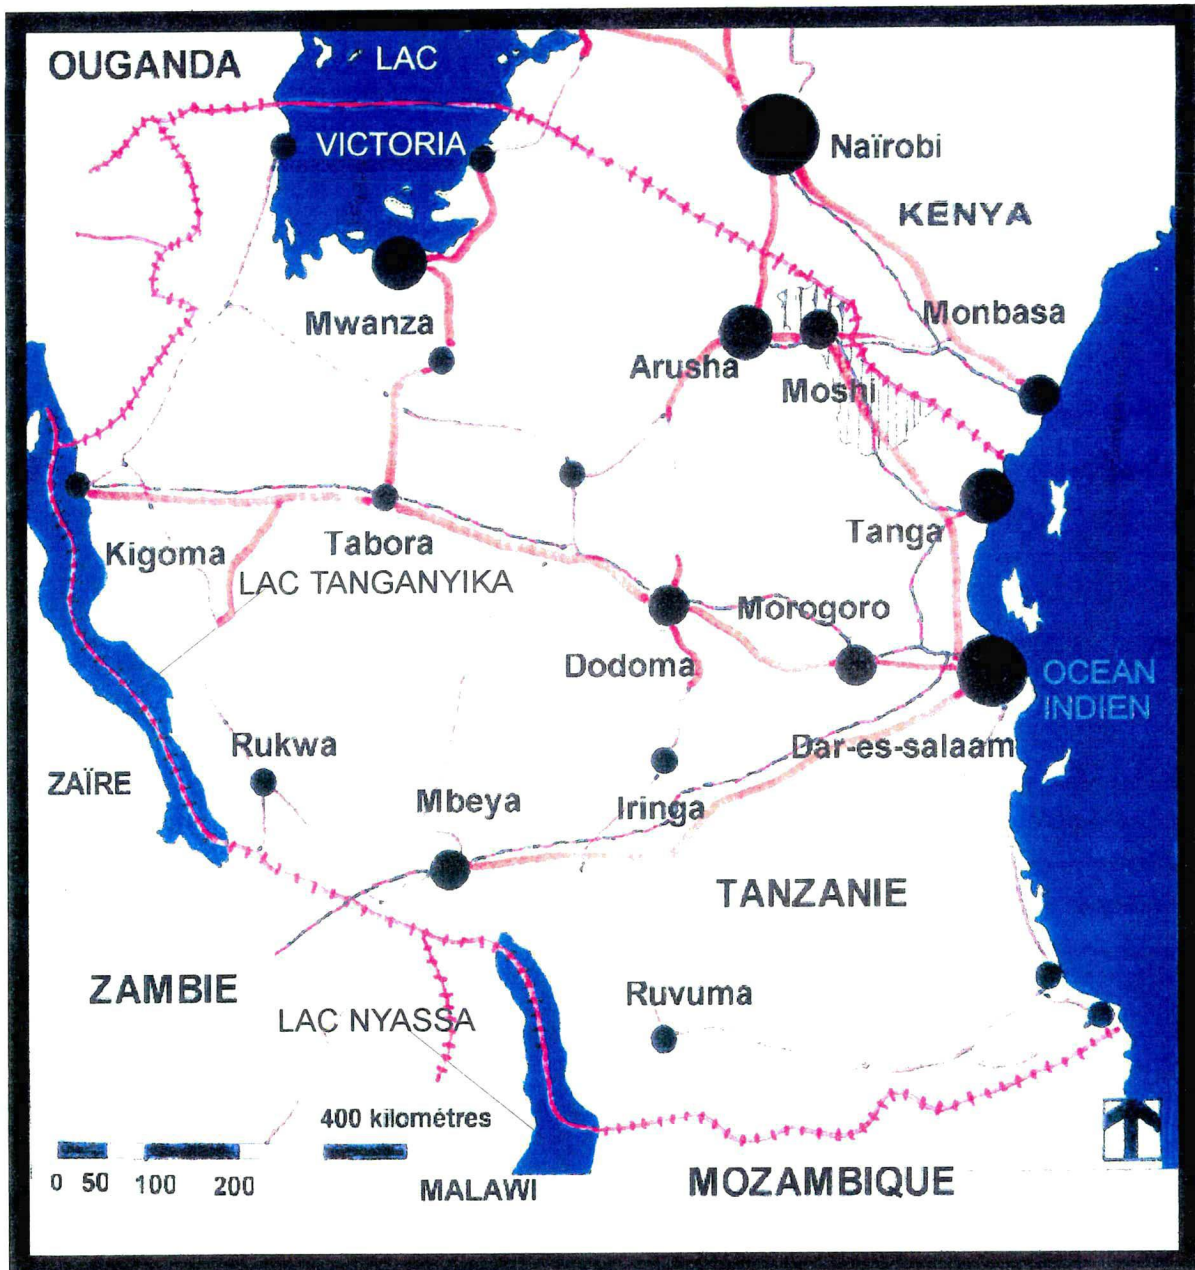 OUGANDA
LAC
VICTORIA
Naïrobi
KENYA
Monbasa
Mwanza
Arusha
Moshi
Tanga
Kigoma
Tabora
LAC TANGANYIKA
Morogoro
Dodoma
OCEAN
INDIEN
Rukwa
Dar-es-salaam
ZAÏRE
Mbeya
Iringa
TANZANIE
ZAMBIE
Ruvuma
LAC NYASSA
400 kilométres
0 50 100 200
MALAWI
MOZAMBIQUE